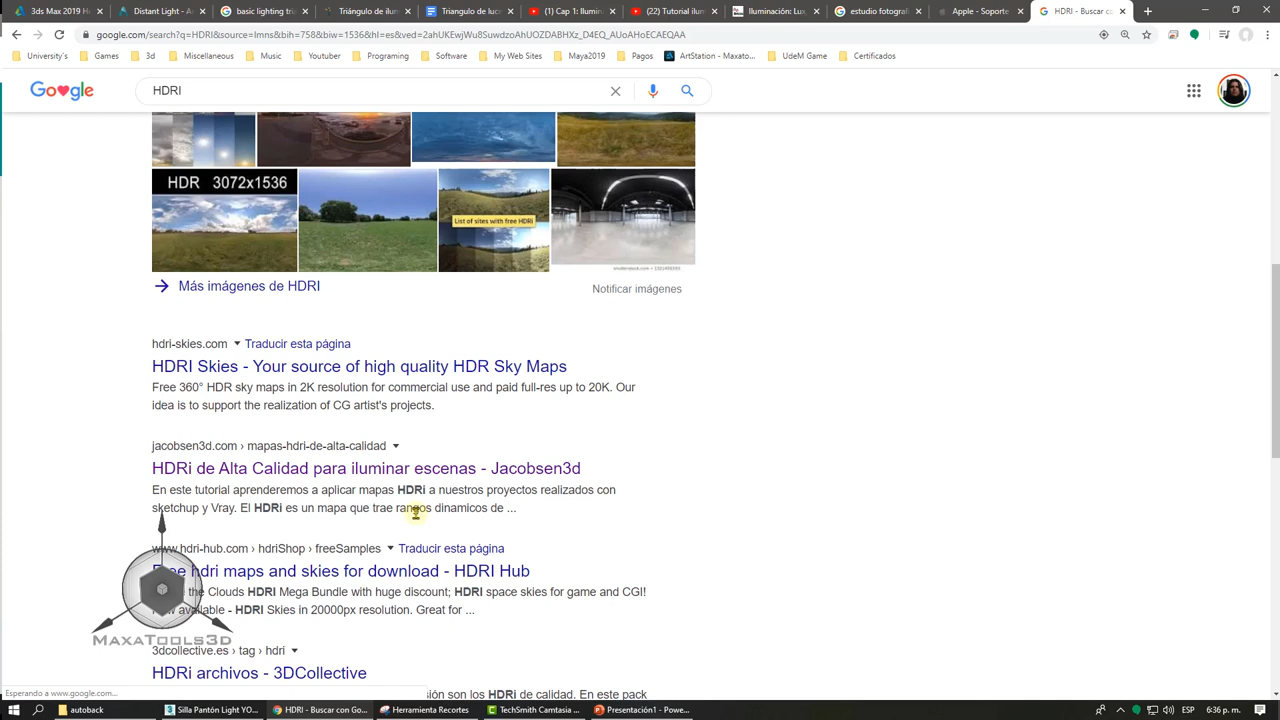 3ds Max 2019 H
Distant Light - A
basic lighting tria
Triángulo de ilum
Triangulo de luce
(1) Cap 1: Ilumin
(22) Tutorial ilum
Iluminación: Lux,
estudio fotografi
Apple - Soporte
HDRI - Buscar co
google.com/search?q=HDRI&source=lmns&bih=758&biw=1536&hl=es&ved=2ahUKEwjWu8SuwdzoAhUOZDABHXz_D4EQ_AUoAHoECAEQAA
University's
Games
3d
Miscellaneous
Music
Youtuber
Programing
Software
My Web Sites
Maya2019
Pagos
ArtStation - Maxato...
UdeM Game
Certificados
Google
HDRI
HDR 3072x1536
List of sites with free HDRI
Más imágenes de HDRI
Notificar imágenes
hdri-skies.com
Traducir esta página
HDRI Skies - Your source of high quality HDR Sky Maps
Free 360° HDR sky maps in 2K resolution for commercial use and paid full-res up to 20K. Our
idea is to support the realization of CG artist's projects.
jacobsen3d.com › mapas-hdri-de-alta-calidad
HDRi de Alta Calidad para iluminar escenas - Jacobsen3d
En este tutorial aprenderemos a aplicar mapas HDRi a nuestros proyectos realizados con
sketchup y Vray. El HDRi es un mapa que trae rangos dinamicos de ...
www.hdri-hub.com › hdriShop › freeSamples
Traducir esta página
Free hdri maps and skies for download - HDRI Hub
the Clouds HDRI Mega Bundle with huge discount; HDRI space skies for game and CGI!
available - HDRI Skies in 20000px resolution. Great for ...
MAXATOOLS3D
3dcollective.es › tag › hdri
HDRi archivos - 3DCollective
sión son los HDRi de calidad. En este pack
Esperando a www.google.com...
autoback
Silla Pantón Light YO...
HDRI - Buscar con Go...
Herramienta Recortes
TechSmith Camtasia ...
Presentación1 - Powe...
ESP
6:36 p. m.